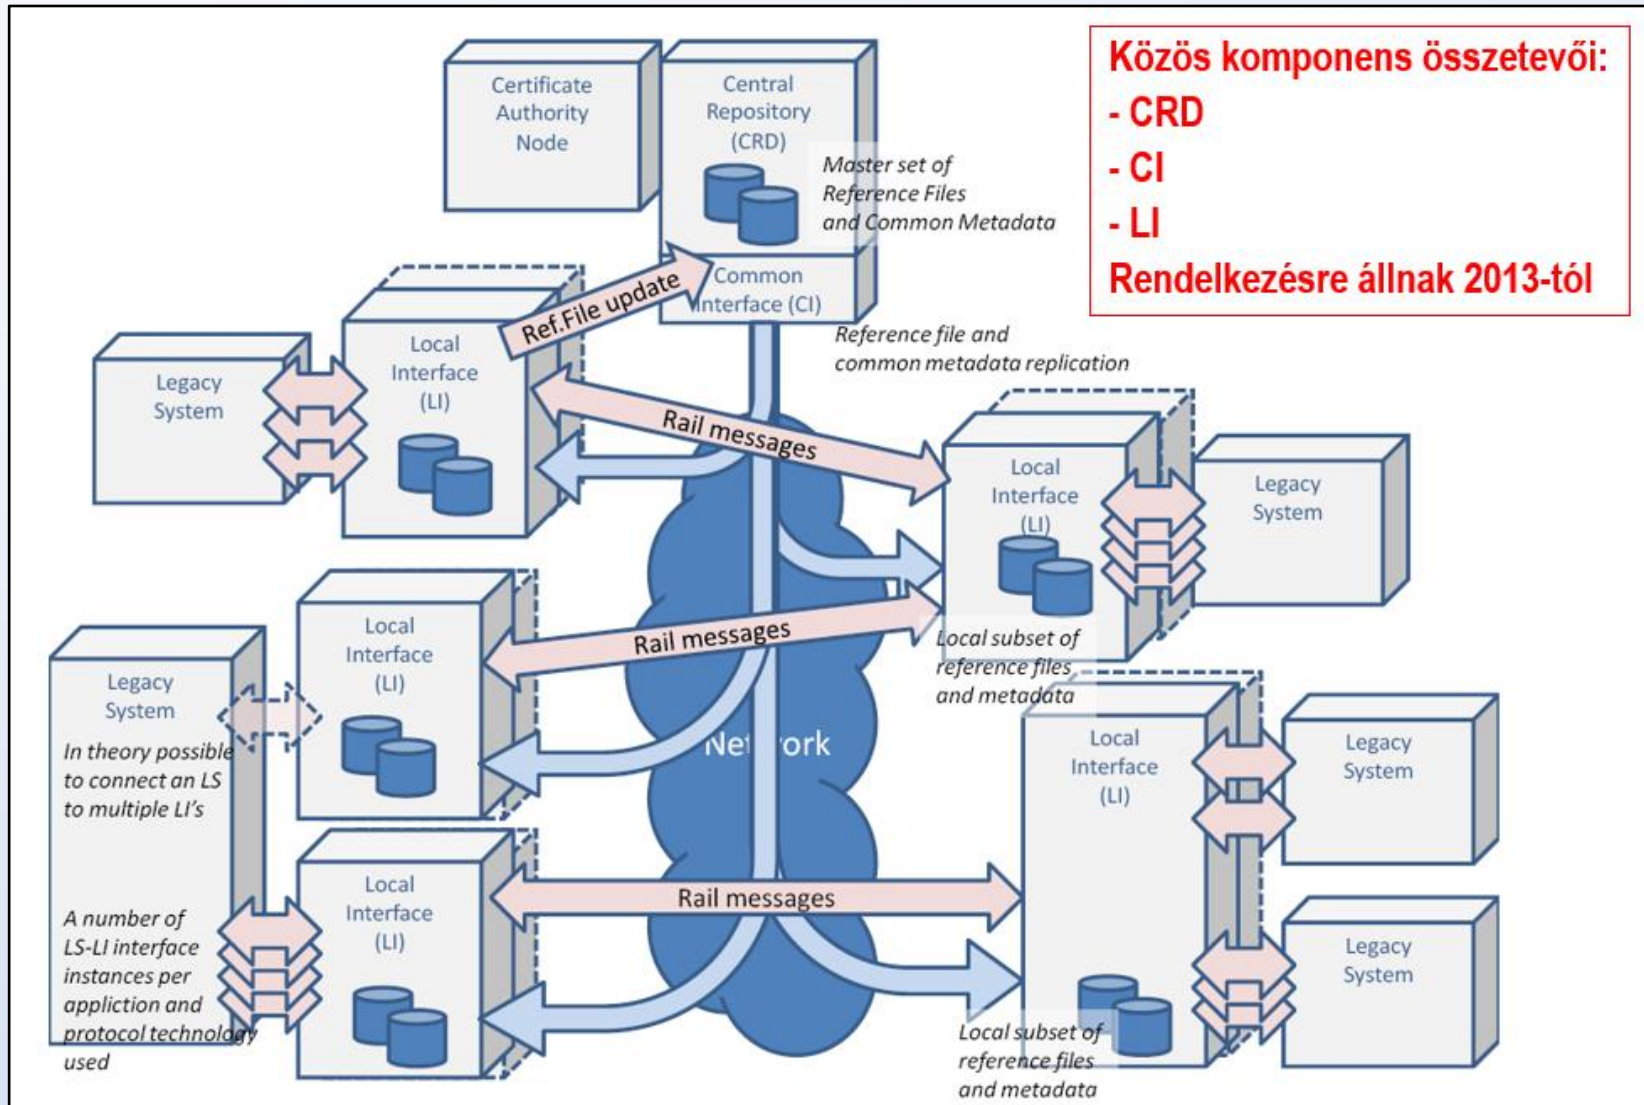 Certificate
Authority
Node
Central
Repository
(CRD)
Master set of
Reference Files
and Common Metadata
Közös komponens összetevői:
- CRD
- CI
- LI
Rendelkezésre állnak 2013-tól
Ref.File update
Common
Interface (CI)
Reference file and
common metadata replication
Legacy
System
Local
Interface
(LI)
Rail messages
Local
Interface
(LI)
Legacy
System
Local subset of
reference files
and metadata
Local
Interface
(LI)
Rail messages
Legacy
System
In theory possible
to connect an LS
to multiple LI's
A number of
LS-LI interface
instances per
appliction and
protocol technology
used
Network
Local
Interface
(LI)
Rail messages
Local
Interface
(LI)
Legacy
System
Legacy
System
Local subset of
reference files
and metadata